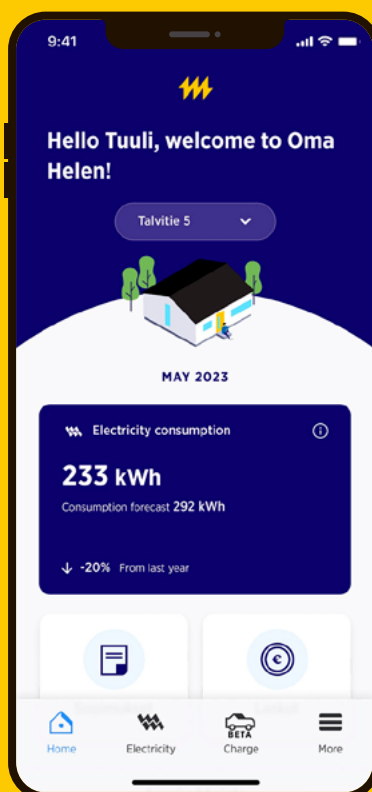 9:41
Hello Tuuli, welcome to Oma
Helen!
Talvitie 5
MAY 2023
Electricity consumption
233 kWh
Consumption forecast 292 kWh
-20% From last year
Home
Electricity
BETA
Charge
More